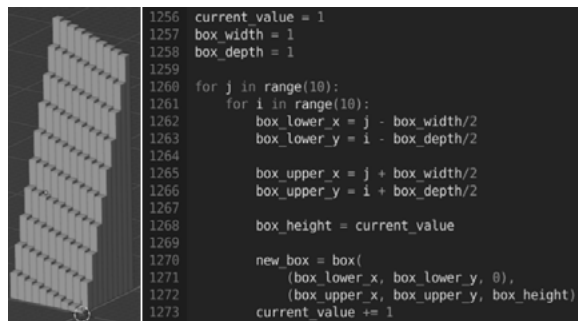 1256 current_value = 1
1257 box_width = 1
1258 box_depth = 1
1259
1260 for j in range(10):
1261     for i in range(10):
1262         box_lower_x = j - box_width/2
1263         box_lower_y = i - box_depth/2
1264
1265         box_upper_x = j + box_width/2
1266         box_upper_y = i + box_depth/2
1267
1268         box_height = current_value
1269
1270         new_box = box(
1271             (box_lower_x, box_lower_y, 0),
1272             (box_upper_x, box_upper_y, box_height)
1273         current_value += 1